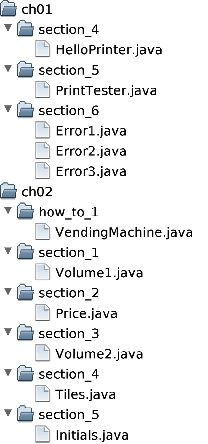 ch01
section_4
HelloPrinter.java
section_5
PrintTester.java
section_6
Error1.java
Error2.java
Error3.java
ch02
how_to_1
VendingMachine.java
section_1
Volume1.java
section_2
Price.java
section_3
Volume2.java
section_4
Tiles.java
section_5
Initials.java